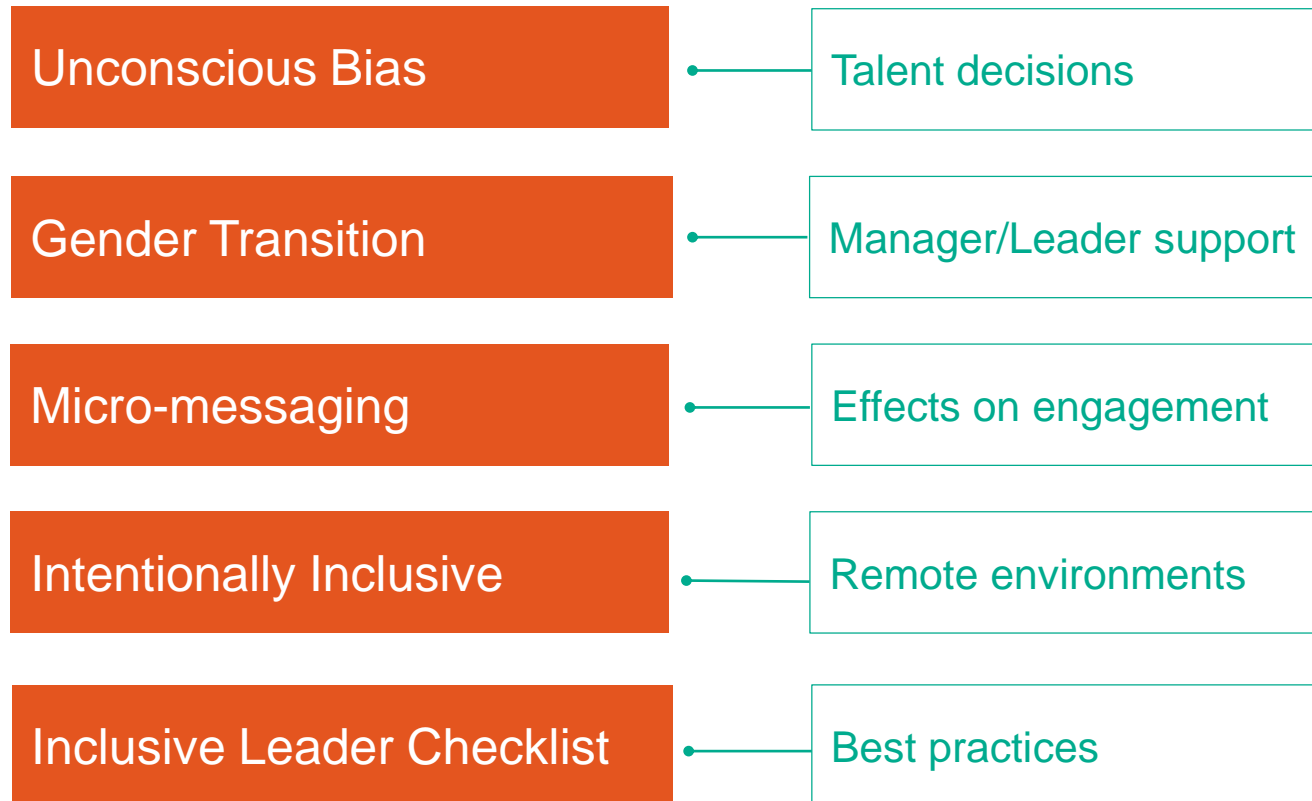 Unconscious Bias
Talent decisions
Gender Transition
Manager/Leader support
Micro-messaging
Effects on engagement
Intentionally Inclusive
Remote environments
Inclusive Leader Checklist
Best practices